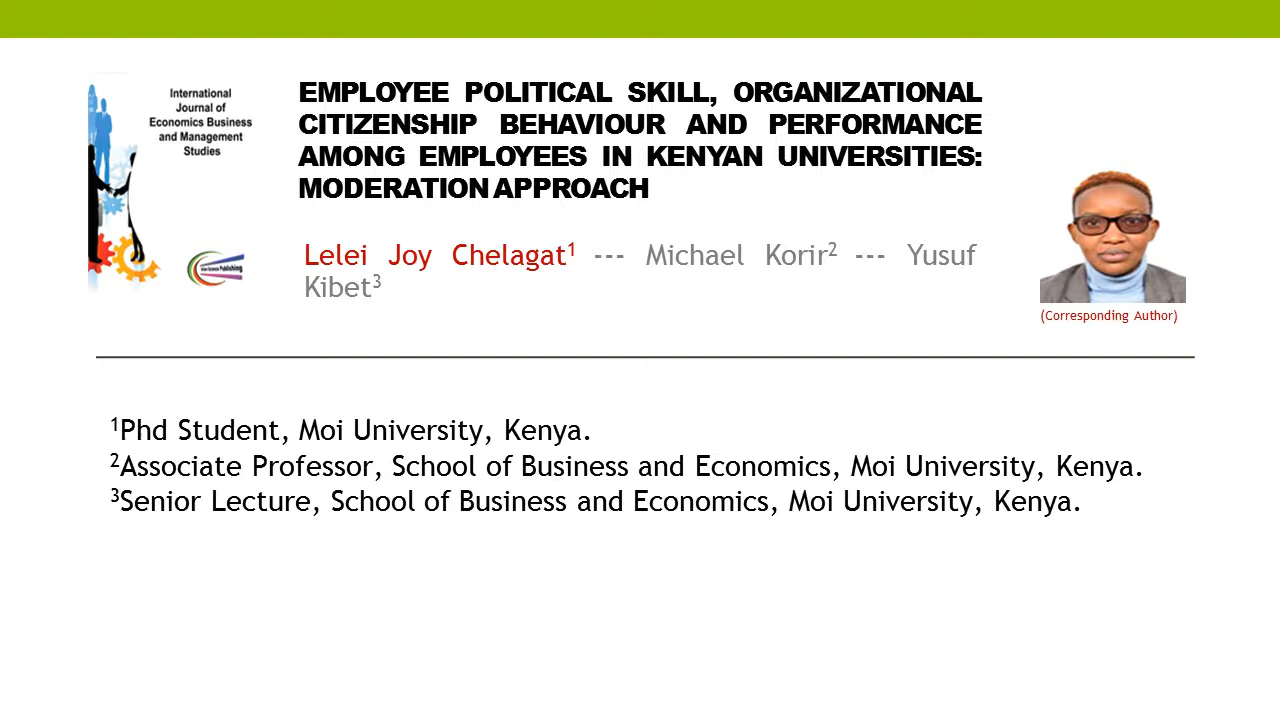 International
Journal of
Economics Business
and Management
Studies
EMPLOYEE POLITICAL SKILL, ORGANIZATIONAL
CITIZENSHIP BEHAVIOUR AND PERFORMANCE
AMONG EMPLOYEES IN KENYAN UNIVERSITIES:
MODERATION APPROACH
Lelei Joy Chelagat¹ --- Michael Korir² --- Yusuf
Kibet³
(Corresponding Author)
¹Phd Student, Moi University, Kenya.
²Associate Professor, School of Business and Economics, Moi University, Kenya.
³Senior Lecture, School of Business and Economics, Moi University, Kenya.